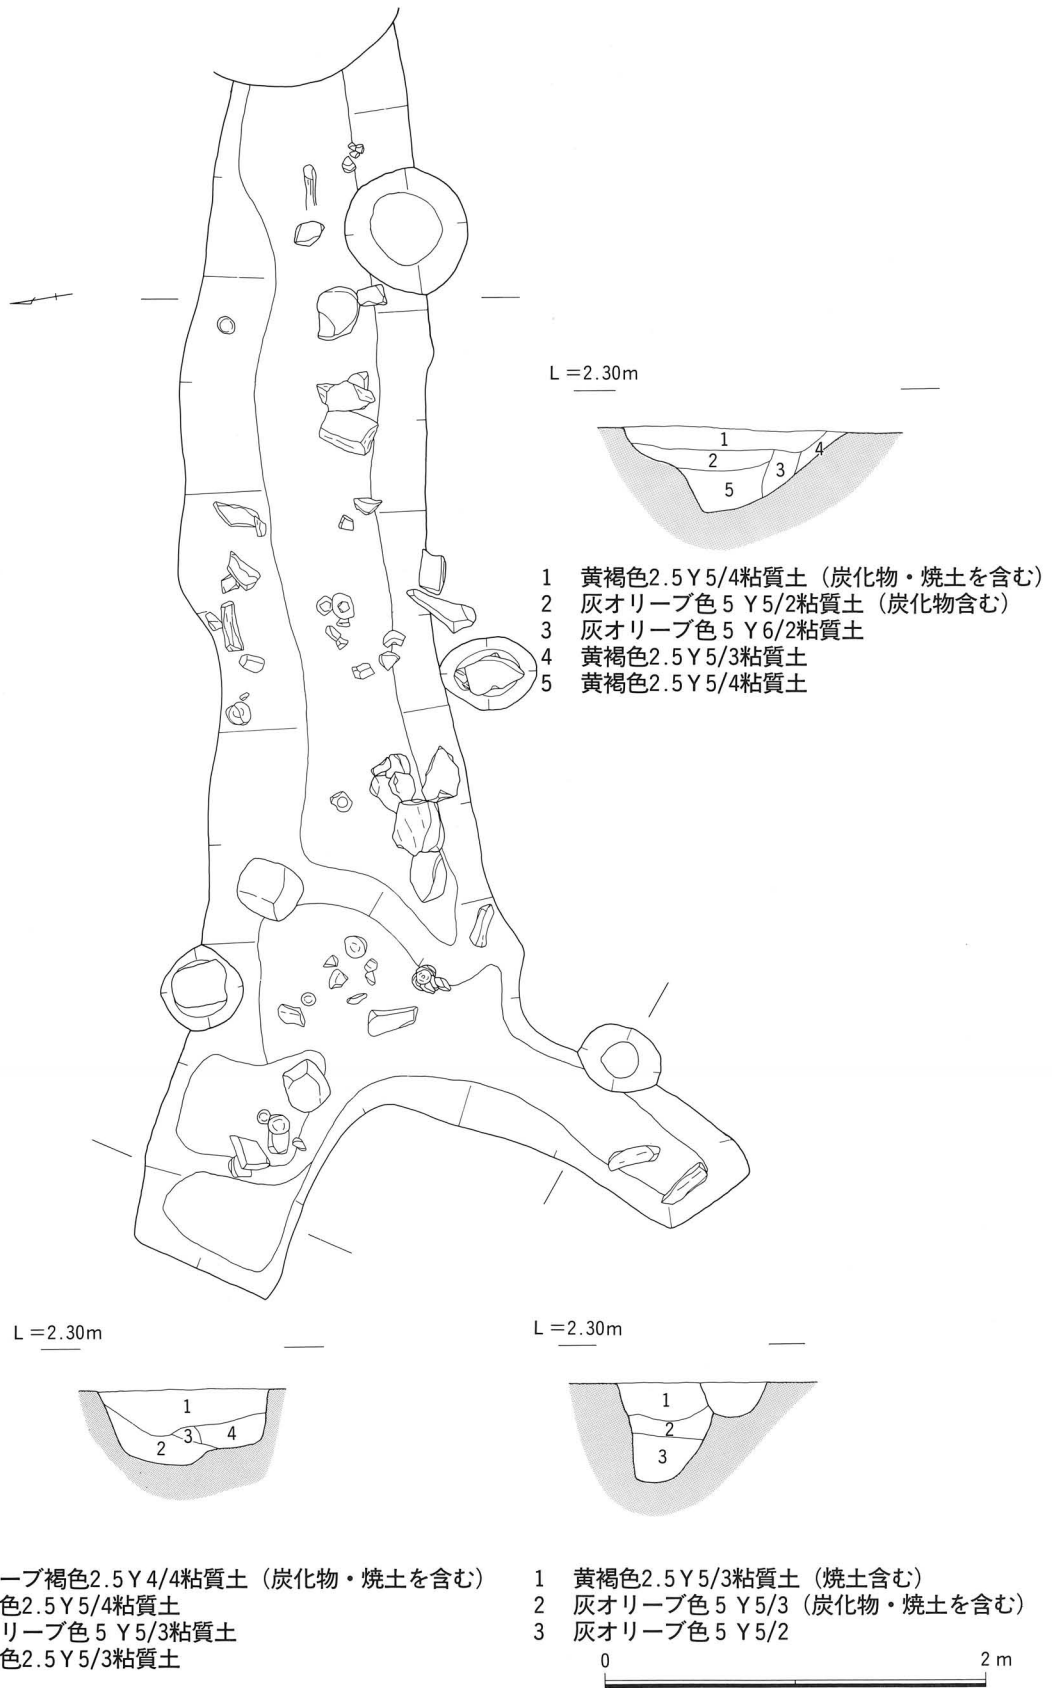 L=2.30m
1
2
3
4
5
1 黄褐色2.5Y5/4粘質土（炭化物・焼土を含む）
2 灰オリーブ色5Y5/2粘質土（炭化物含む）
3 灰オリーブ色5Y6/2粘質土
4 黄褐色2.5Y5/3粘質土
5 黄褐色2.5Y5/4粘質土
L=2.30m
1
2
3
4
ーブ褐色2.5Y4/4粘質土（炭化物・焼土を含む）
色2.5Y5/4粘質土
リーブ色5Y5/3粘質土
色2.5Y5/3粘質土
L=2.30m
1
2
3
1 黄褐色2.5Y5/3粘質土（焼土含む）
2 灰オリーブ色5Y5/3（炭化物・焼土を含む）
3 灰オリーブ色5Y5/2
0 2m